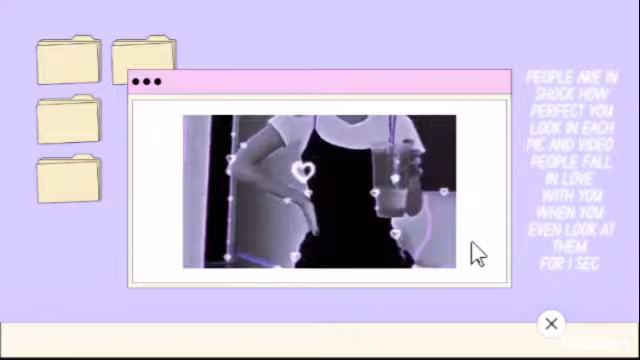 PEOPLE ARE IN
SHOCK HOW
PERFECT YOU
LOOK IN EACH
PIC AND VIDEO
PEOPLE FALL
IN LOVE
WITH YOU
WHEN YOU
EVEN LOOK AT
THEM
FOR 1 SEC